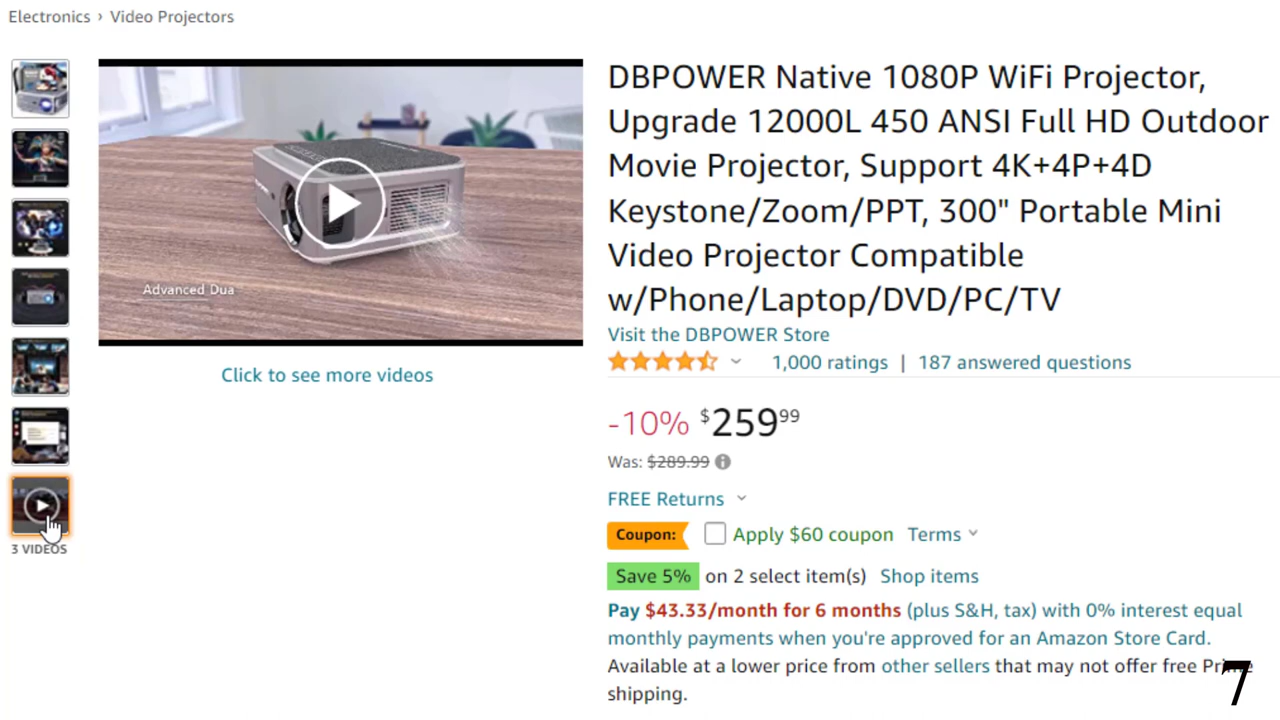 Electronics › Video Projectors
Advanced Dua
Click to see more videos
3 VIDEOS
DBPOWER Native 1080P WiFi Projector,
Upgrade 12000L 450 ANSI Full HD Outdoor
Movie Projector, Support 4K+4P+4D
Keystone/Zoom/PPT, 300" Portable Mini
Video Projector Compatible
w/Phone/Laptop/DVD/PC/TV
Visit the DBPOWER Store
1,000 ratings | 187 answered questions
-10% $259.99
Was: $289.99
FREE Returns
Coupon: Apply $60 coupon Terms
Save 5% on 2 select item(s) Shop items
Pay $43.33/month for 6 months (plus S&H, tax) with 0% interest equal
monthly payments when you're approved for an Amazon Store Card.
Available at a lower price from other sellers that may not offer free Prime
shipping.
7